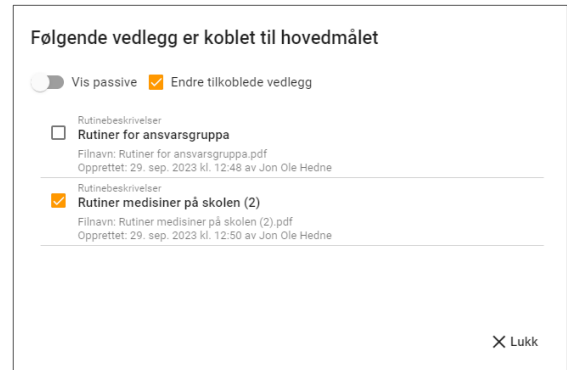 Følgende vedlegg er koblet til hovedmålet
Vis passive Endre tilkoblede vedlegg
Rutinebeskrivelser
Rutiner for ansvarsgruppa
Filnavn: Rutiner for ansvarsgruppa.pdf
Opprettet: 29. sep. 2023 kl. 12:48 av Jon Ole Hedne
Rutinebeskrivelser
Rutiner medisiner på skolen (2)
Filnavn: Rutiner medisiner på skolen (2).pdf
Opprettet: 29. sep. 2023 kl. 12:50 av Jon Ole Hedne
Lukk